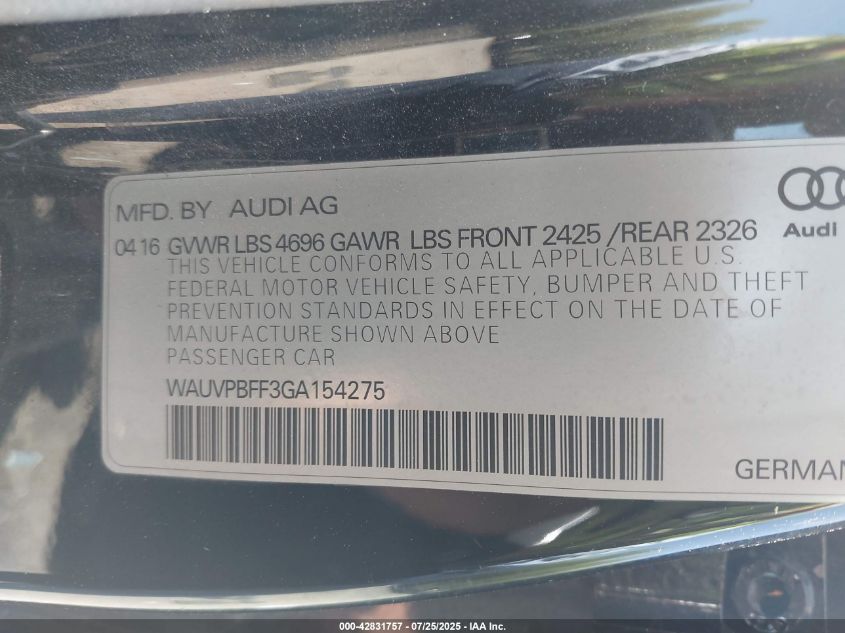 MFD. BY AUDI AG
Audi
04 16 GVWR LBS 4696 GAWR LBS FRONT 2425 /REAR 2326
THIS VEHICLE CONFORMS TO ALL APPLICABLE U.S.
FEDERAL MOTOR VEHICLE SAFETY, BUMPER AND THEFT
PREVENTION STANDARDS IN EFFECT ON THE DATE OF
MANUFACTURE SHOWN ABOVE
PASSENGER CAR
WAUVPBFF3GA154275
GERMAN
000-42831757 - 07/25/2025 - IAA Inc.